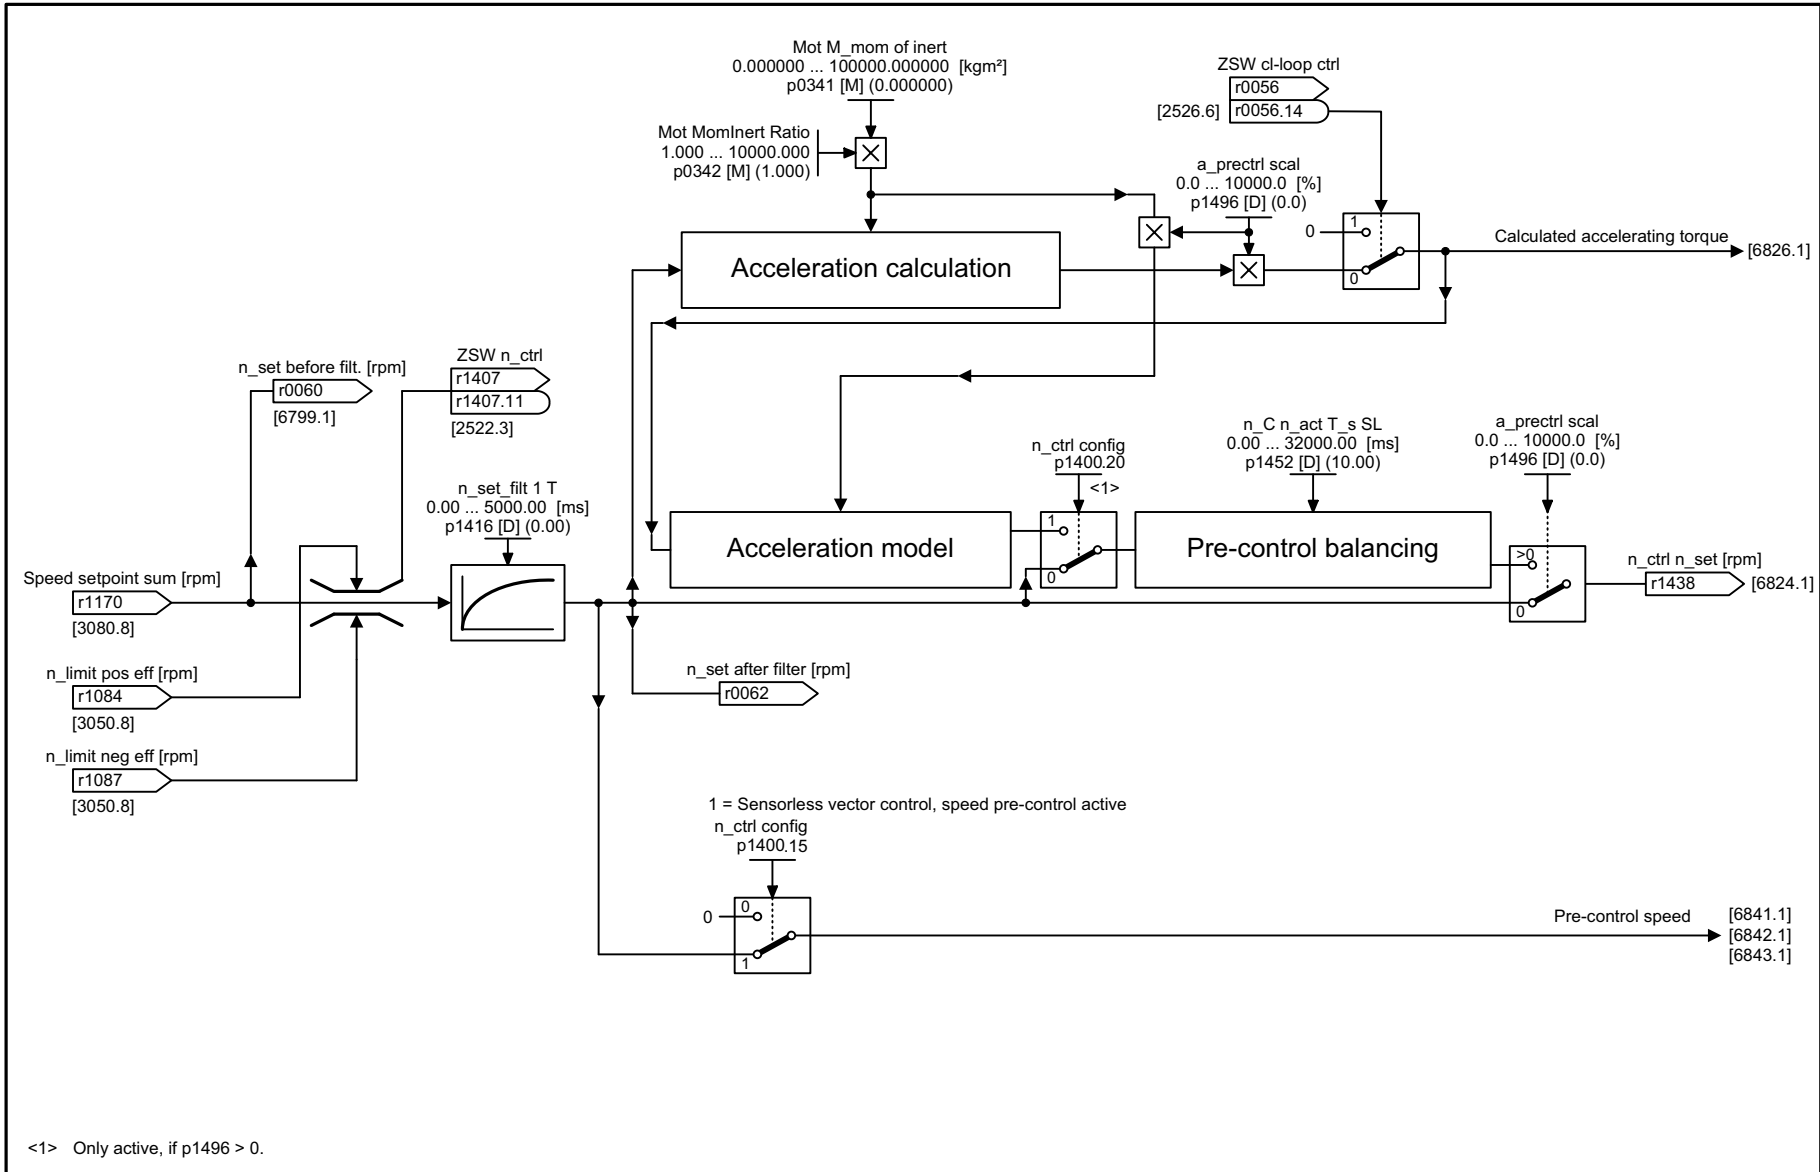 Mot M_mom of inert
0.000000 ... 100000.000000 [kgm²]
p0341 [M] (0.000000)
Mot MomInert Ratio
1.000 ... 10000.000
p0342 [M] (1.000)
ZSW cl-loop ctrl
r0056
[2526.6] r0056.14
a_prectrl scal
0.0 ... 10000.0 [%]
p1496 [D] (0.0)
1
0
0
Calculated accelerating torque
[6826.1]
Acceleration calculation
n_set before filt. [rpm]
r0060
[6799.1]
ZSW n_ctrl
r1407
r1407.11
[2522.3]
n_set_filt 1 T
0.00 ... 5000.00 [ms]
p1416 [D] (0.00)
n_ctrl config
p1400.20
<1>
n_C n_act T_s SL
0.00 ... 32000.00 [ms]
p1452 [D] (10.00)
a_prectrl scal
0.0 ... 10000.0 [%]
p1496 [D] (0.0)
Acceleration model
1
0
Pre-control balancing
>0
0
n_ctrl n_set [rpm]
r1438
[6824.1]
Speed setpoint sum [rpm]
r1170
[3080.8]
n_limit pos eff [rpm]
r1084
[3050.8]
n_limit neg eff [rpm]
r1087
[3050.8]
n_set after filter [rpm]
r0062
1 = Sensorless vector control, speed pre-control active
n_ctrl config
p1400.15
0
0
1
Pre-control speed
[6841.1]
[6842.1]
[6843.1]
<1> Only active, if p1496 > 0.